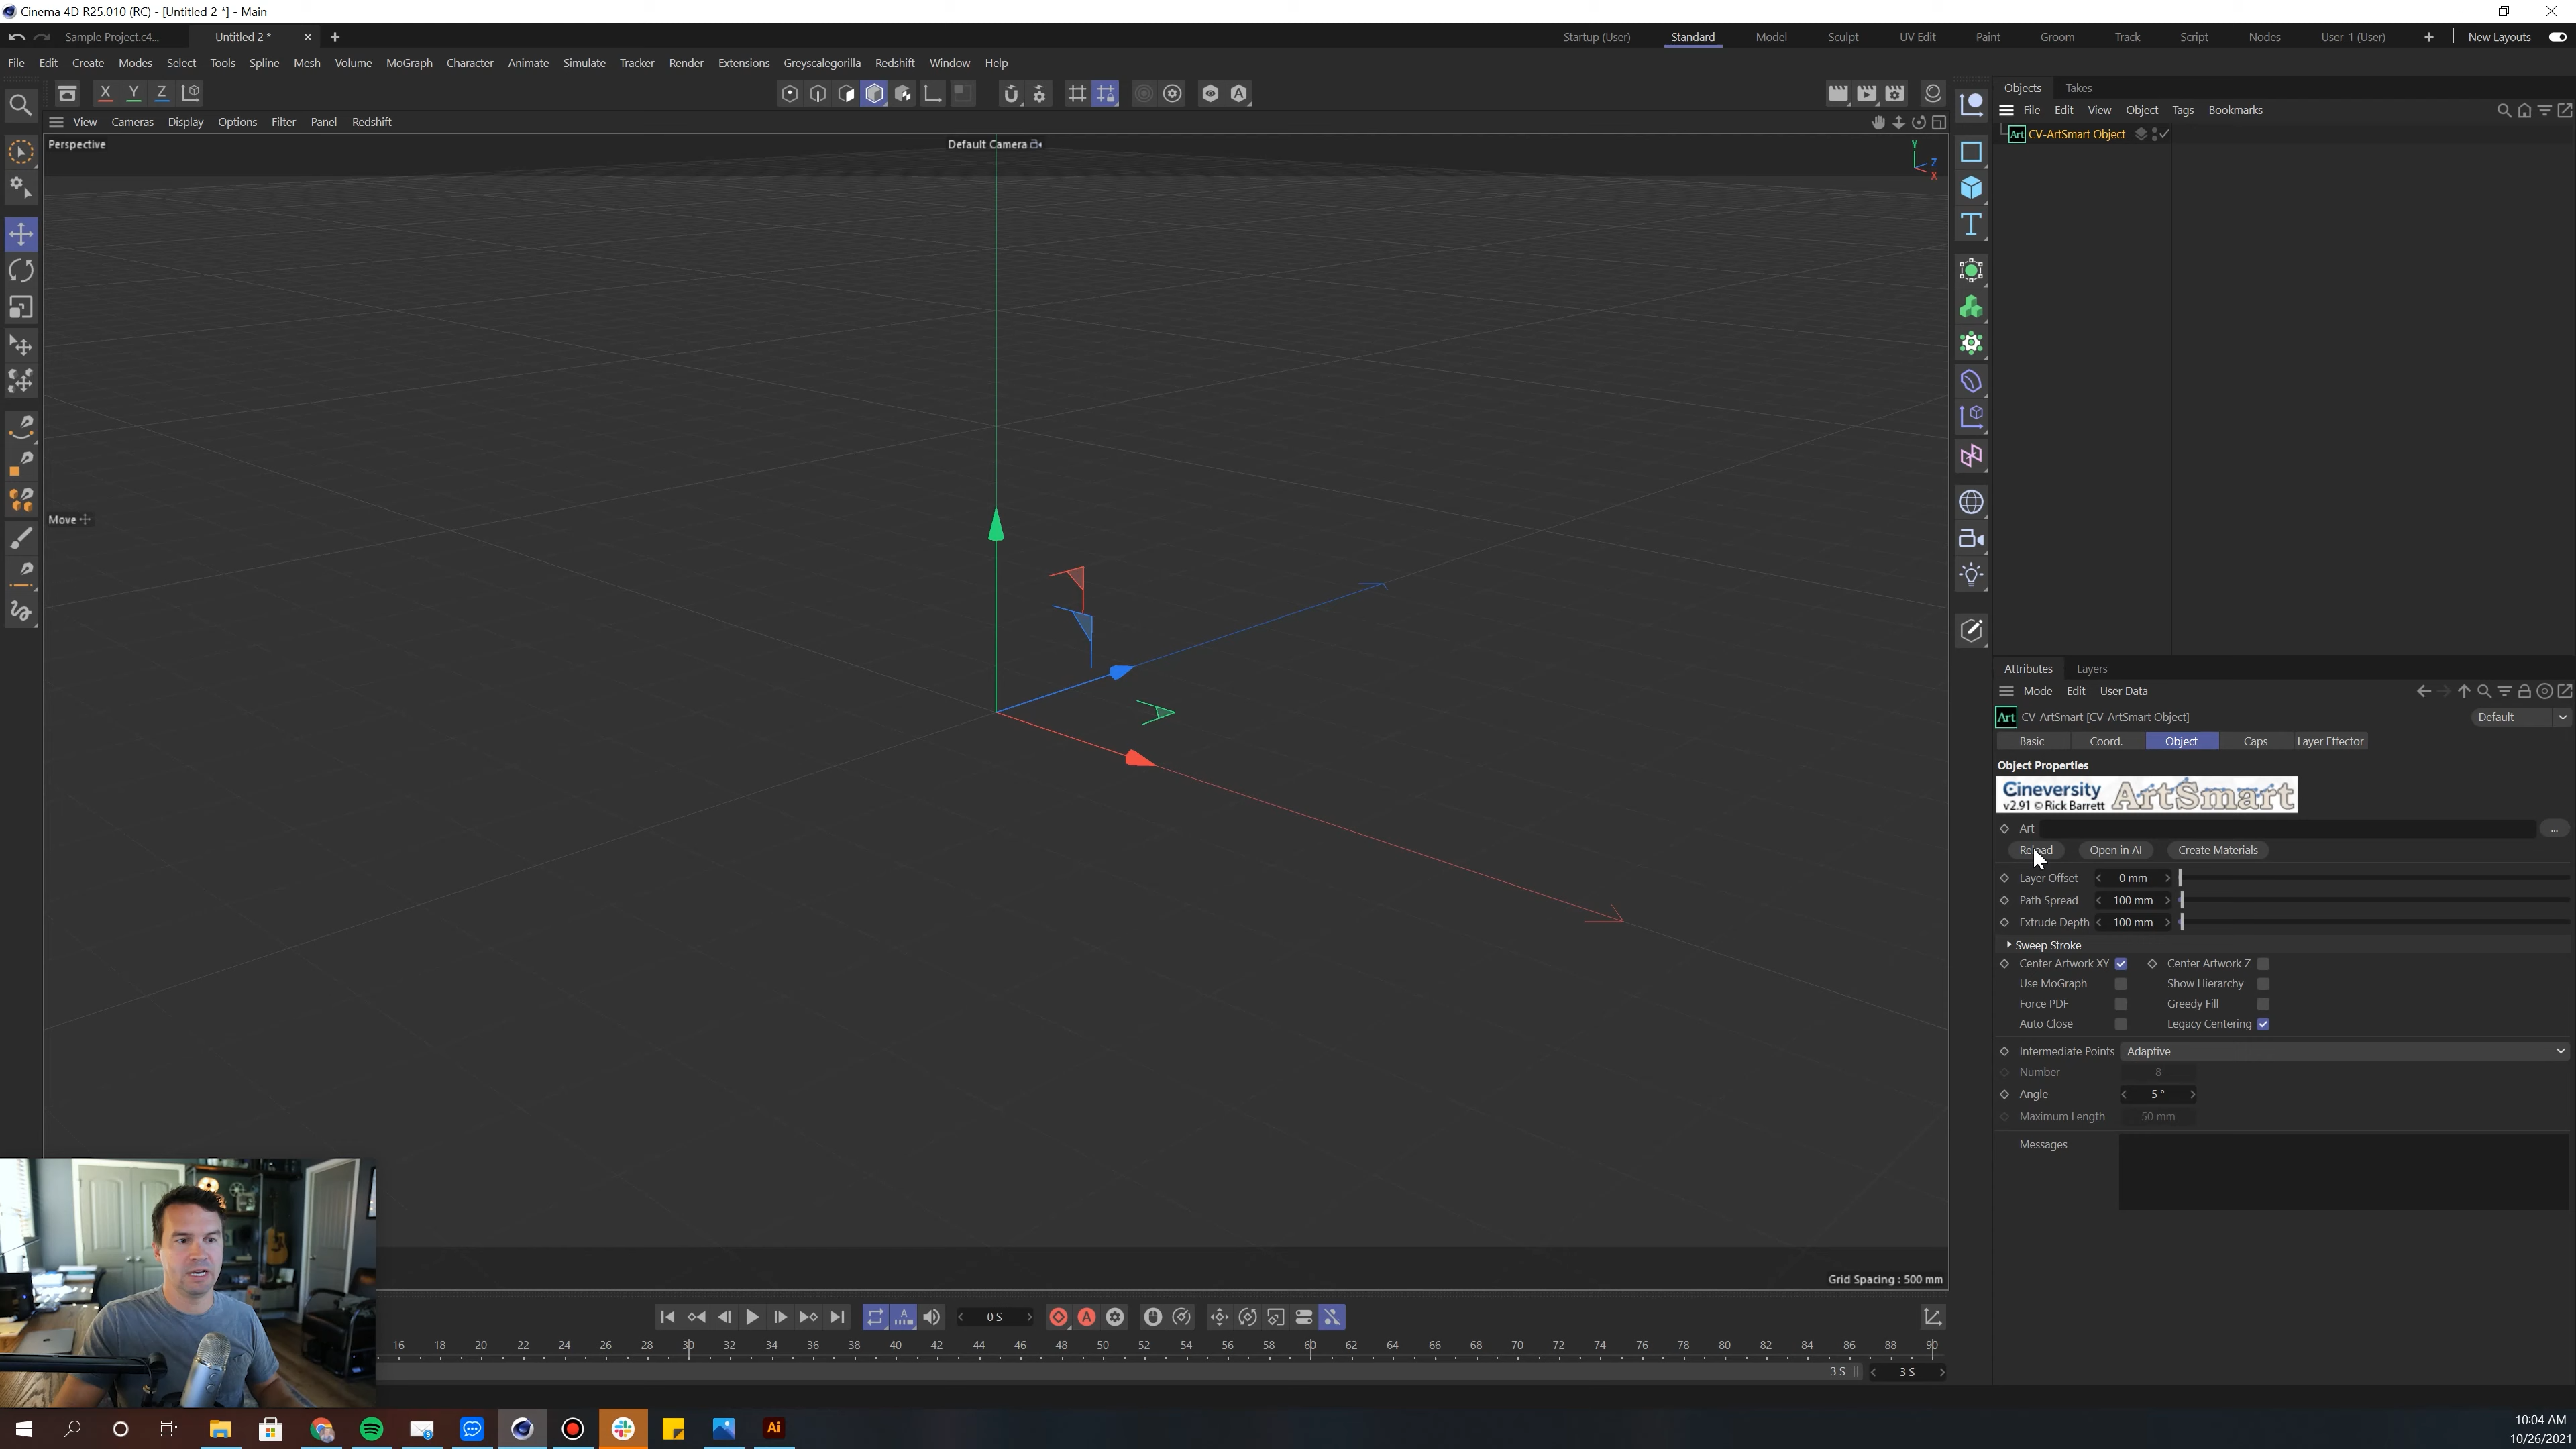 Cinema 4D R25.010 (RC) - [Untitled 2 *] - Main
Sample Project.c4...
Untitled 2 *
Startup (User) Standard Model Sculpt UV Edit Paint Groom Track Script Nodes User_1 (User) New Layouts
File Edit Create Modes Select Tools Spline Mesh Volume MoGraph Character Animate Simulate Tracker Render Extensions Greyscalegorilla Redshift Window Help
X Y Z
View Cameras Display Options Filter Panel Redshift
Perspective
Default Camera
Y
Z
X
Move
Grid Spacing : 500 mm
Objects Takes
File Edit View Object Tags Bookmarks
Art CV-ArtSmart Object
Attributes Layers
Mode Edit User Data
Art CV-ArtSmart [CV-ArtSmart Object] Default
Basic Coord. Object Caps Layer Effector
Object Properties
Cineversity
v2.91 © Rick Barrett
ArtSmart
Art ...
Reload Open in AI Create Materials
Layer Offset 0 mm
Path Spread 100 mm
Extrude Depth 100 mm
Sweep Stroke
Center Artwork XY Center Artwork Z
Use MoGraph Show Hierarchy
Force PDF Greedy Fill
Auto Close Legacy Centering
Intermediate Points Adaptive
Number 8
Angle 5 °
Maximum Length 50 mm
Messages
0 S
16 18 20 22 24 26 28 30 32 34 36 38 40 42 44 46 48 50 52 54 56 58 60 62 64 66 68 70 72 74 76 78 80 82 84 86 88 90
3 S 3 S
Ai
10:04 AM
10/26/2021